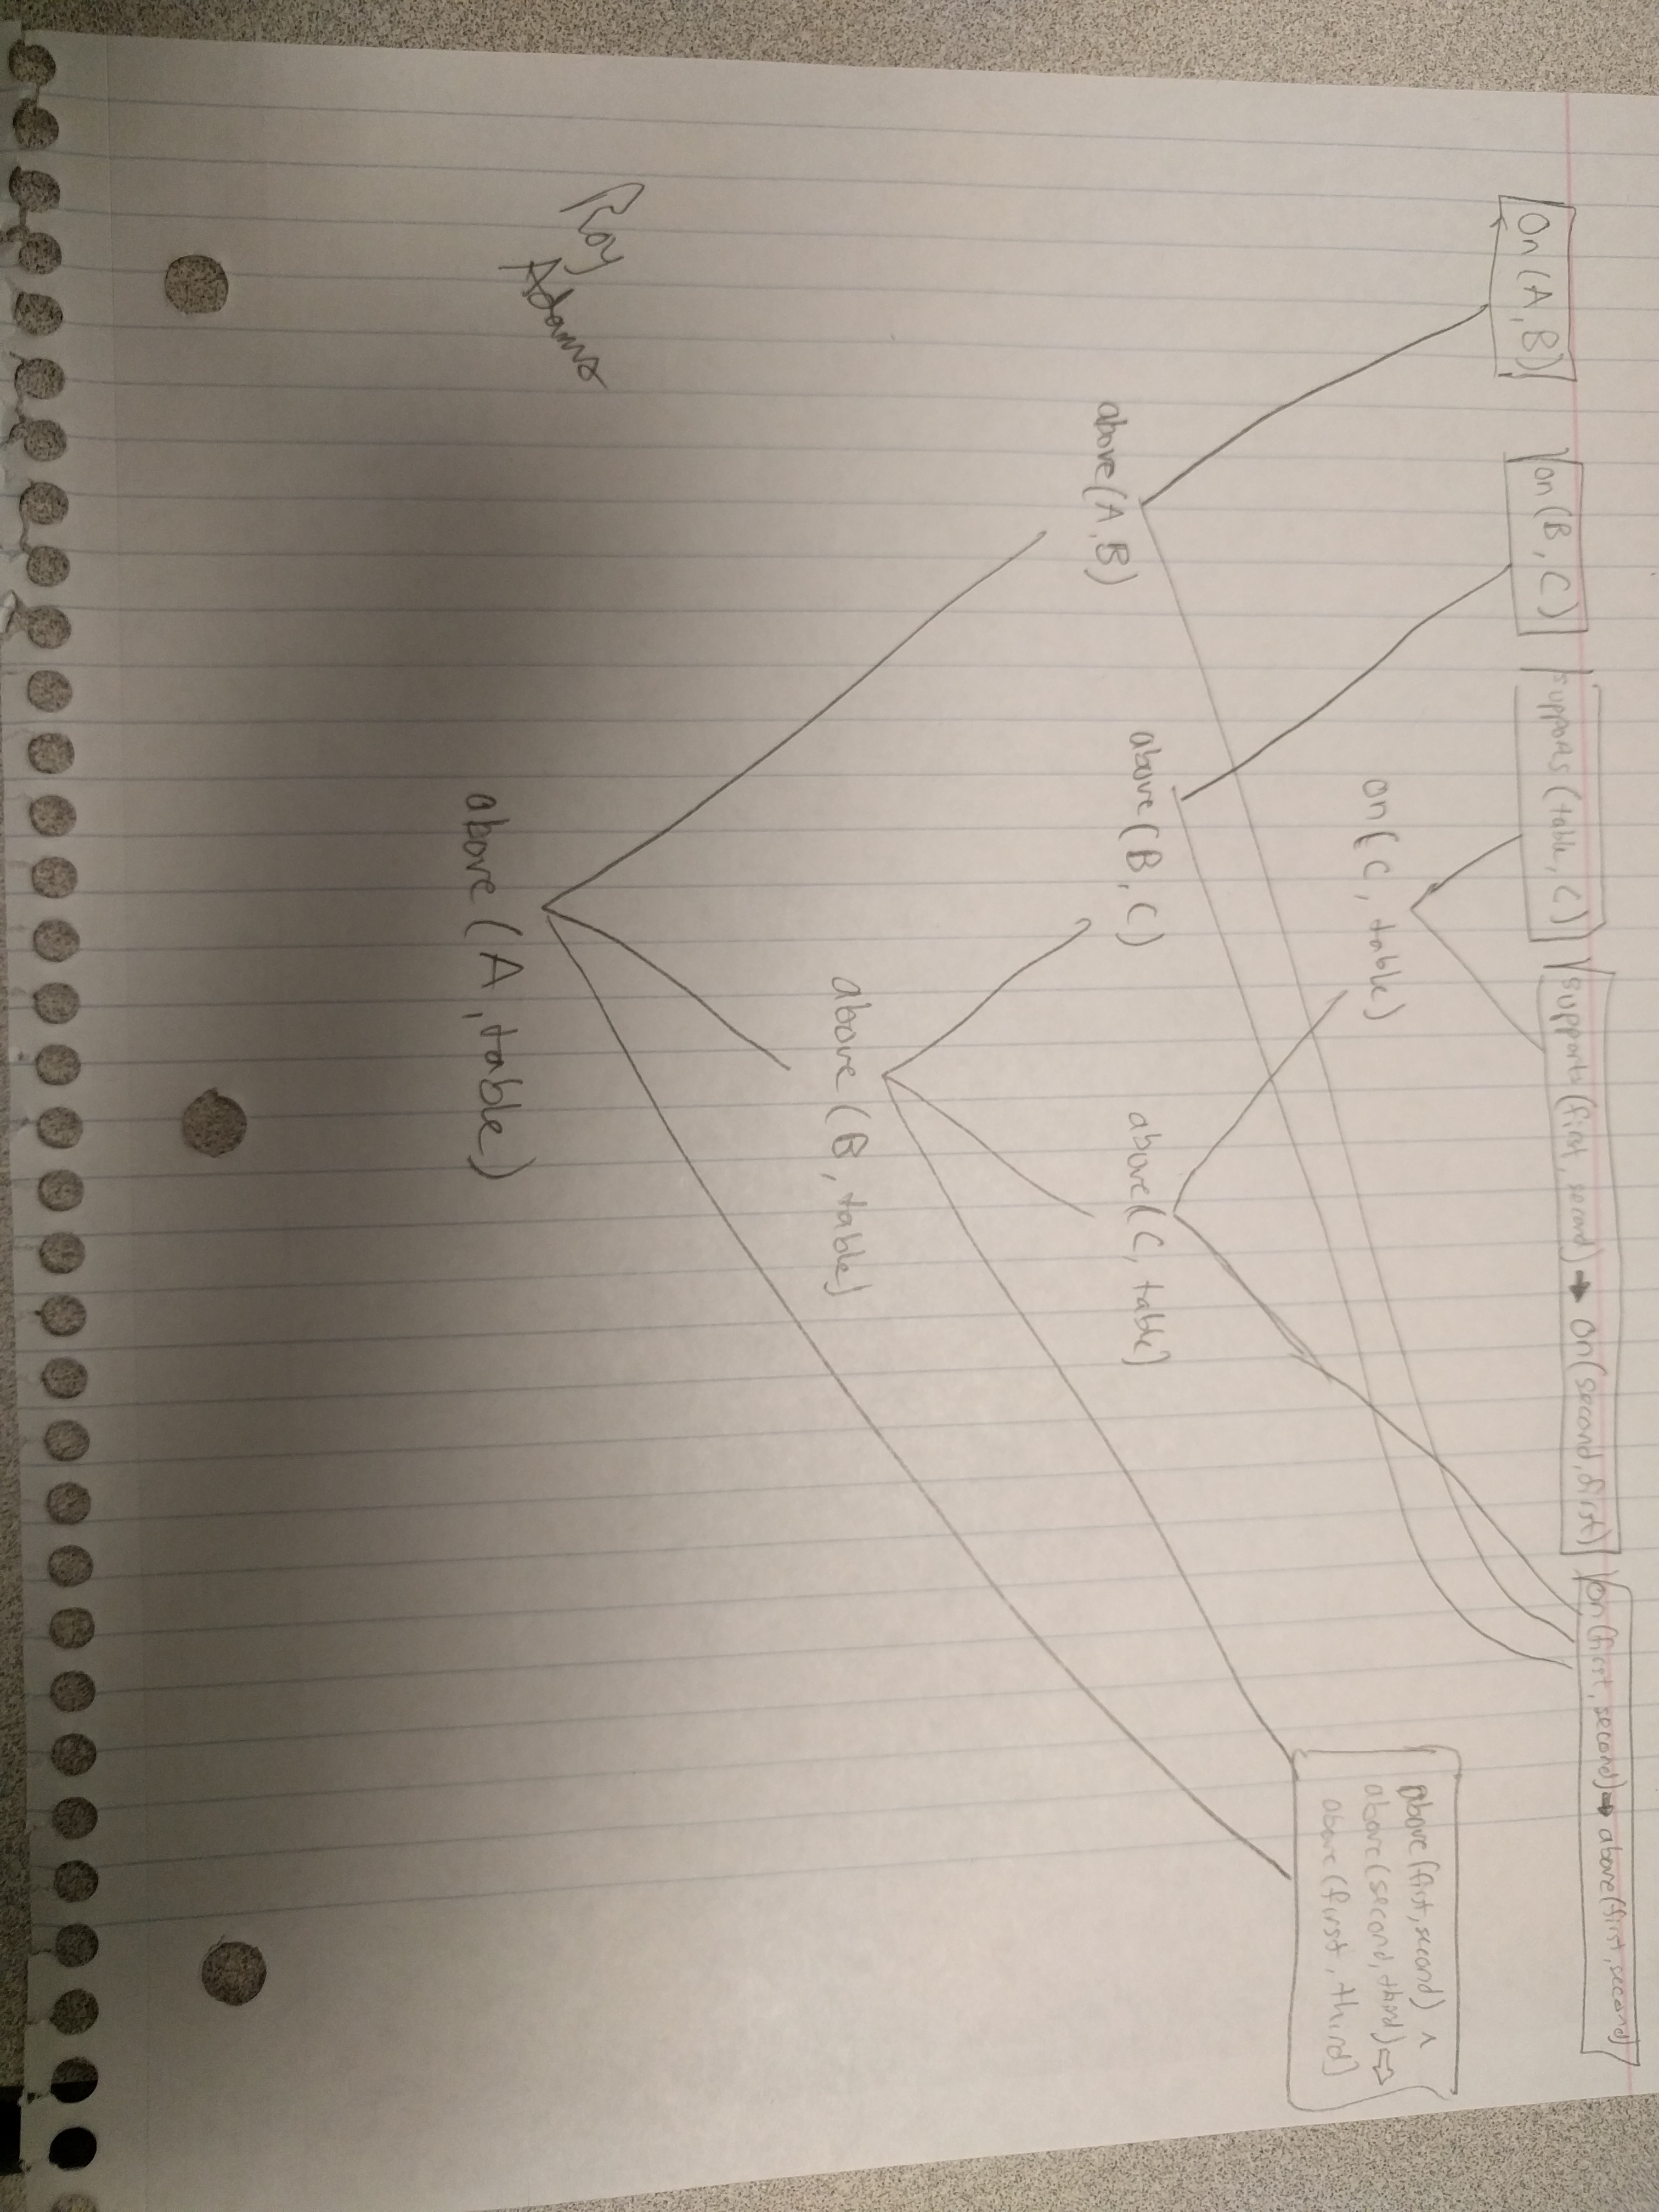 on(A,B)
on(B,C)
supports(table,C)
supports(first,second) ➡ on(second,first)
on(first,second) ➡ above(first,second)
above(first,second) ∧
above(second,third) ⇨
above(first,third)
on(C,table)
above(A,B)
above(B,C)
above(C,table)
above(B,table)
above(A,table)
Roy
Adams